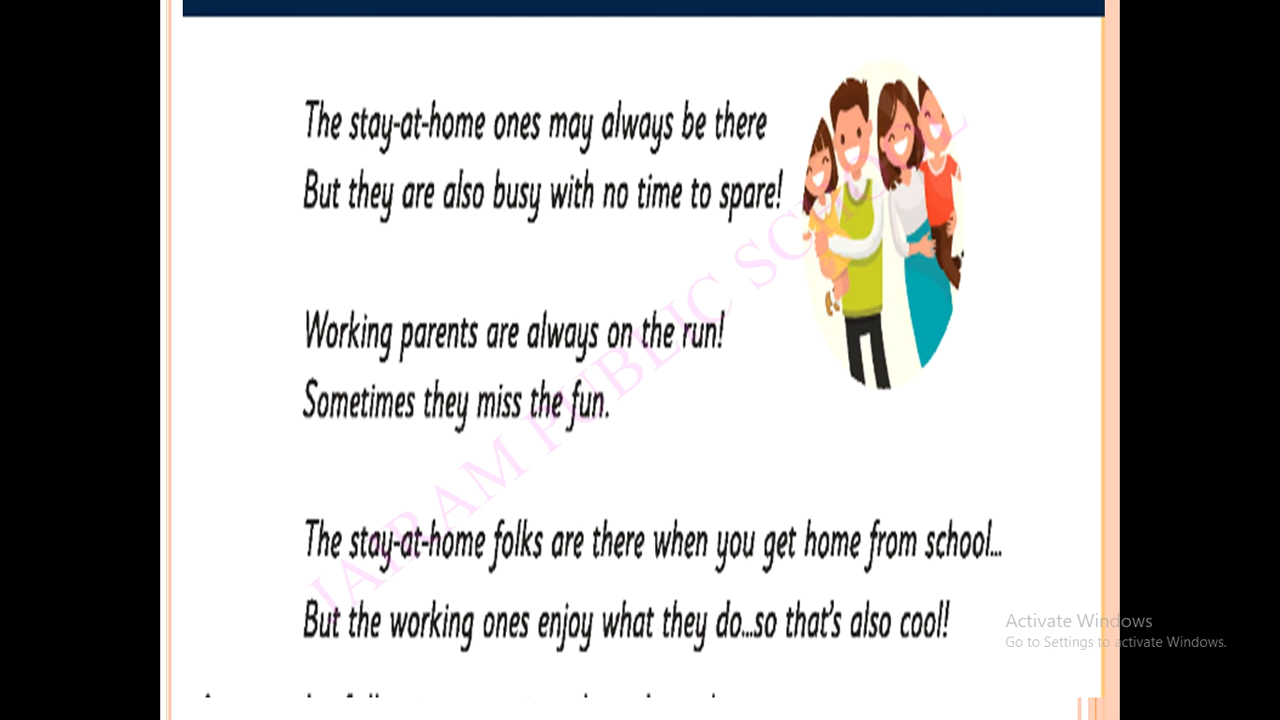 The stay-at-home ones may always be there
But they are also busy with no time to spare!
Working parents are always on the run!
Sometimes they miss the fun.
The stay-at-home folks are there when you get home from school...
But the working ones enjoy what they do...so that's also cool!
JAIRAM PUBLIC SCHOOL
Activate Windows
Go to Settings to activate Windows.